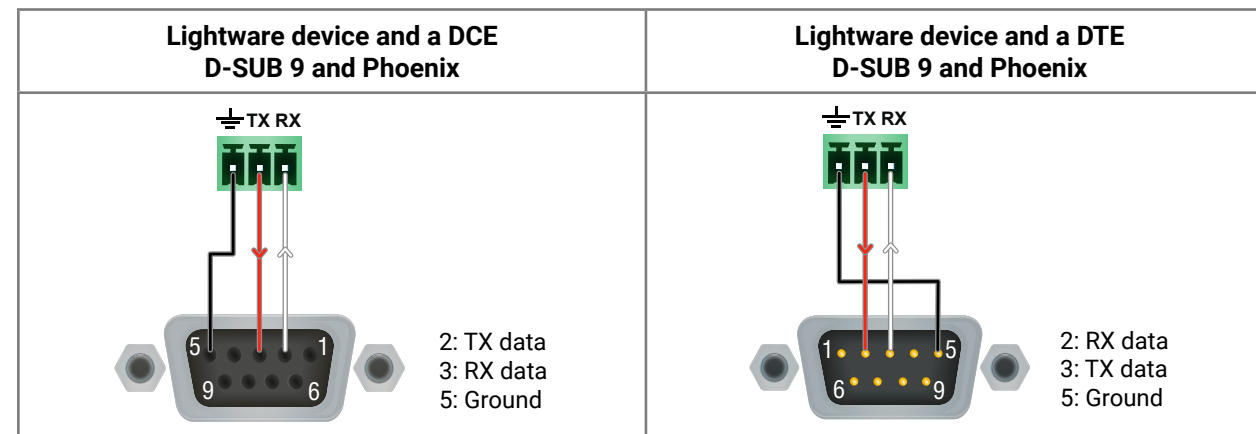 Lightware device and a DCE
D-SUB 9 and Phoenix
Lightware device and a DTE
D-SUB 9 and Phoenix
TX RX
5 1
9 6
2: TX data
3: RX data
5: Ground
TX RX
1 5
6 9
2: RX data
3: TX data
5: Ground